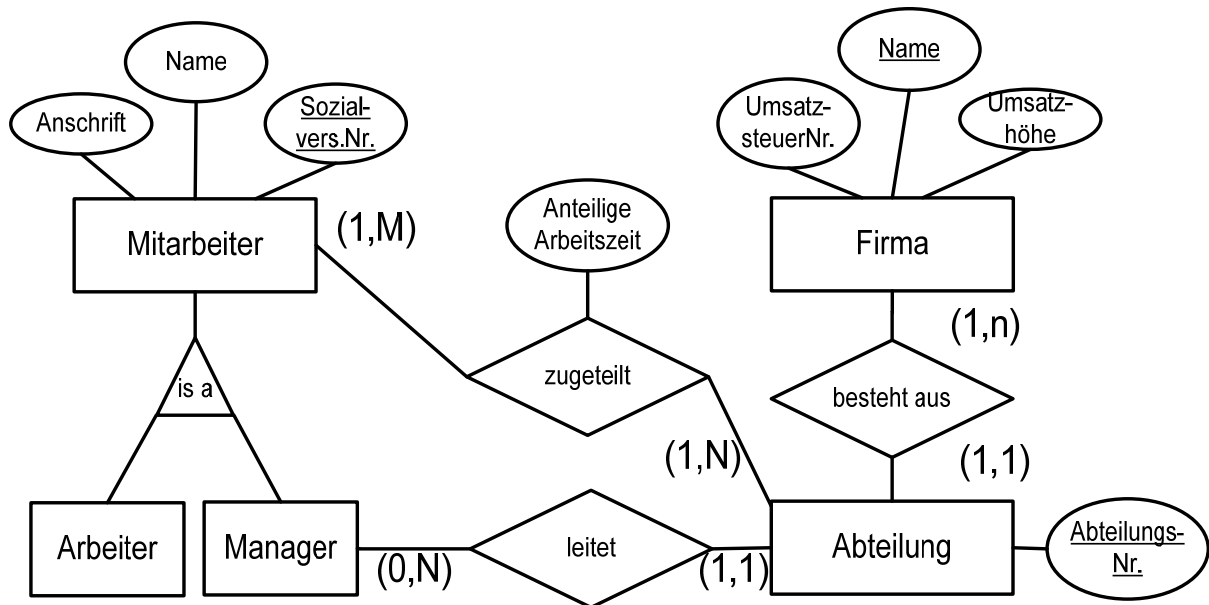 Name
Anschrift
Sozial-
vers.Nr.
Name
Umsatz-
steuerNr.
Umsatz-
höhe
Mitarbeiter
(1,M)
Anteilige
Arbeitszeit
Firma
(1,n)
is a
zugeteilt
besteht aus
(1,N)
(1,1)
Arbeiter
Manager
(0,N)
leitet
(1,1)
Abteilung
Abteilungs-
Nr.